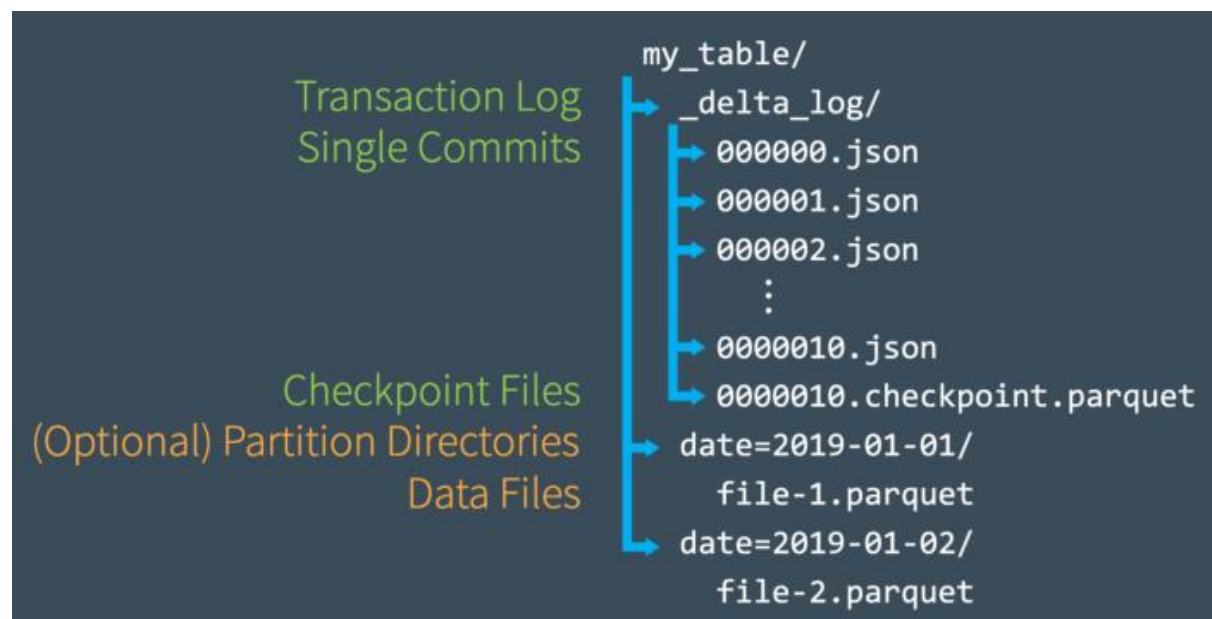 my_table/
Transaction Log
_delta_log/
Single Commits
000000.json
000001.json
000002.json
⋮
0000010.json
Checkpoint Files
0000010.checkpoint.parquet
(Optional) Partition Directories
date=2019-01-01/
Data Files
file-1.parquet
date=2019-01-02/
file-2.parquet